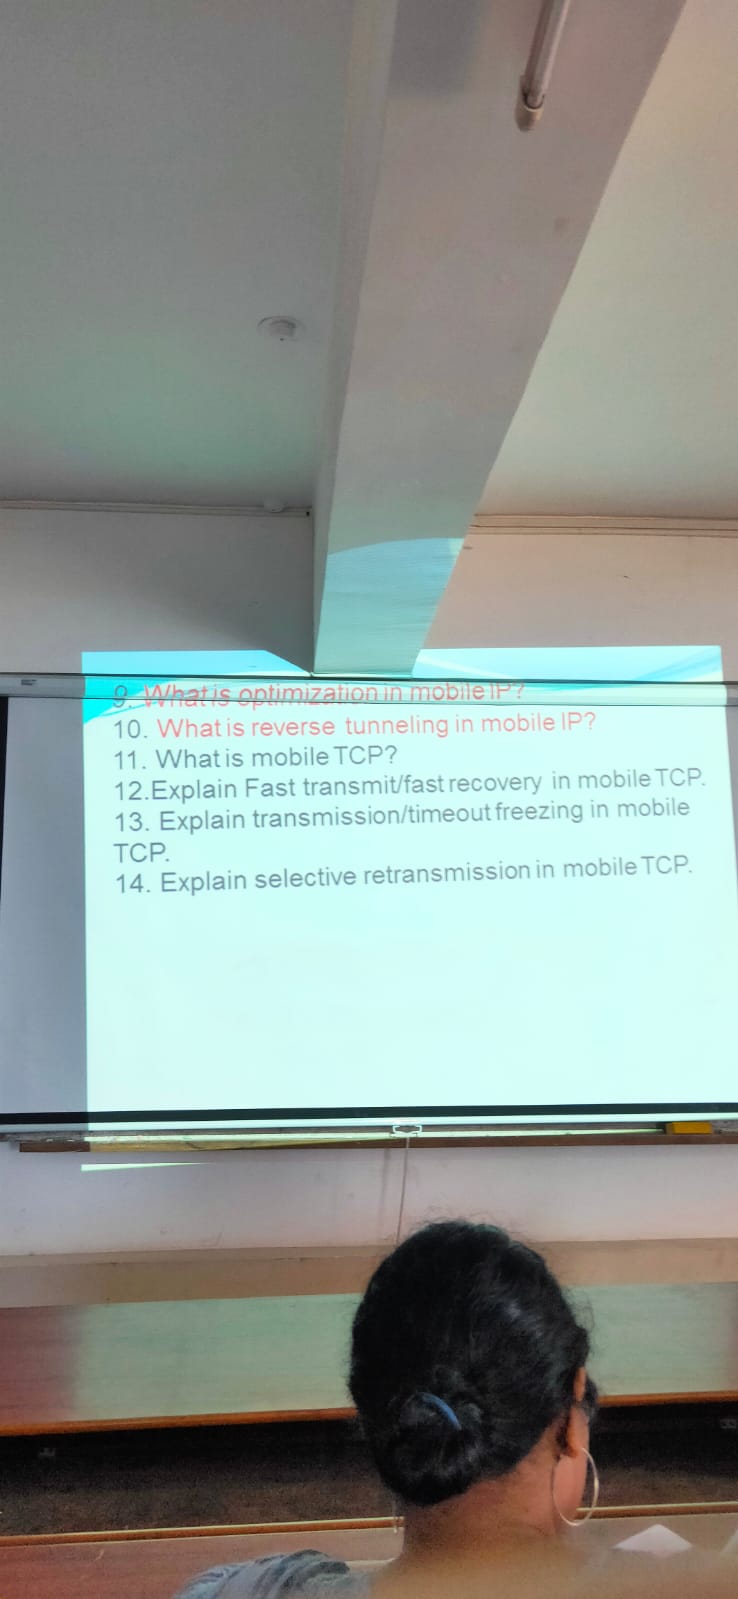 9. What is optimization in mobile IP?
10. What is reverse tunneling in mobile IP?
11. What is mobile TCP?
12.Explain Fast transmit/fast recovery in mobile TCP.
13. Explain transmission/timeout freezing in mobile
TCP.
14. Explain selective retransmission in mobile TCP.